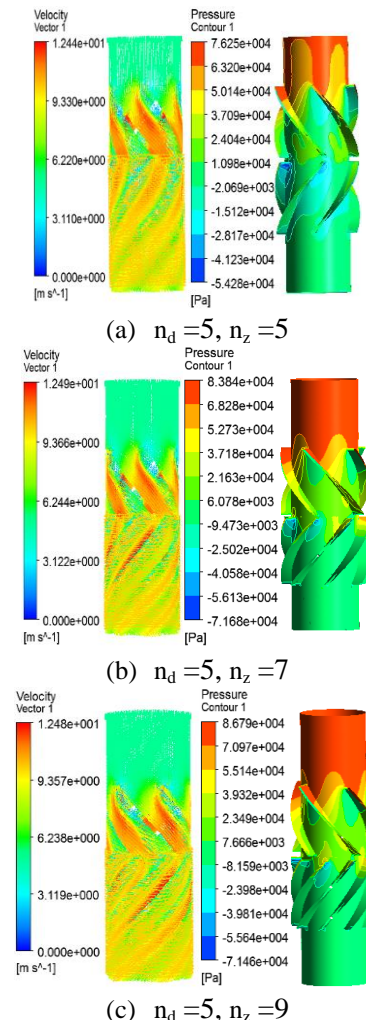 Velocity
Vector 1
1.244e+001
9.330e+000
6.220e+000
3.110e+000
0.000e+000
[m s^-1]
Pressure
Contour 1
7.625e+004
6.320e+004
5.014e+004
3.709e+004
2.404e+004
1.098e+004
-2.069e+003
-1.512e+004
-2.817e+004
-4.123e+004
-5.428e+004
[Pa]
(a) n_d =5, n_z =5
Velocity
Vector 1
1.249e+001
9.366e+000
6.244e+000
3.122e+000
0.000e+000
[m s^-1]
Pressure
Contour 1
8.384e+004
6.828e+004
5.273e+004
3.718e+004
2.163e+004
6.078e+003
-9.473e+003
-2.502e+004
-4.058e+004
-5.613e+004
-7.168e+004
[Pa]
(b) n_d =5, n_z =7
Velocity
Vector 1
1.248e+001
9.357e+000
6.238e+000
3.119e+000
0.000e+000
[m s^-1]
Pressure
Contour 1
8.679e+004
7.097e+004
5.514e+004
3.932e+004
2.349e+004
7.666e+003
-8.159e+003
-2.398e+004
-3.981e+004
-5.564e+004
-7.146e+004
[Pa]
(c) n_d =5, n_z =9